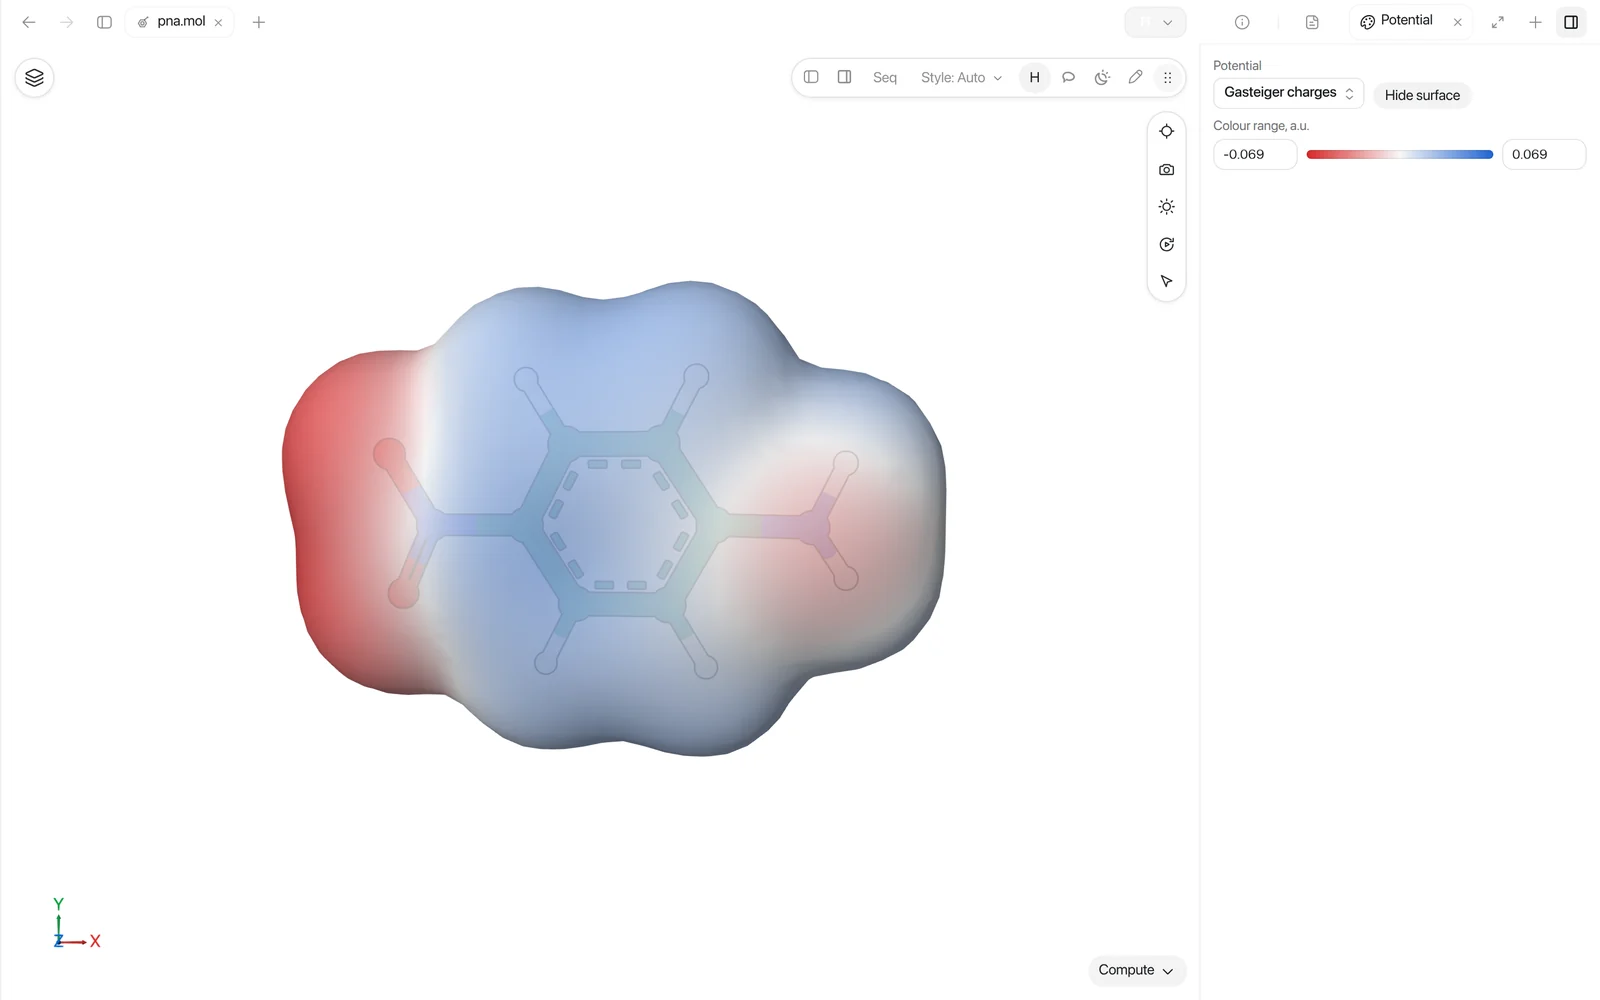 pna.mol
Potential
Seq
Style: Auto
H
Potential
Gasteiger charges
Hide surface
Colour range, a.u.
-0.069
0.069
Y
Z
X
Compute